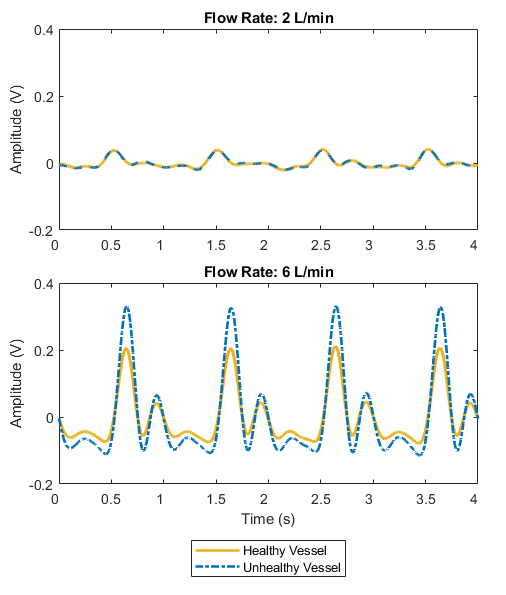 Flow Rate: 2 L/min
0.4
0.2
0
-0.2
Amplitude (V)
0 0.5 1 1.5 2 2.5 3 3.5 4
Flow Rate: 6 L/min
0.4
0.2
0
-0.2
Amplitude (V)
0 0.5 1 1.5 2 2.5 3 3.5 4
Time (s)
Healthy Vessel
Unhealthy Vessel